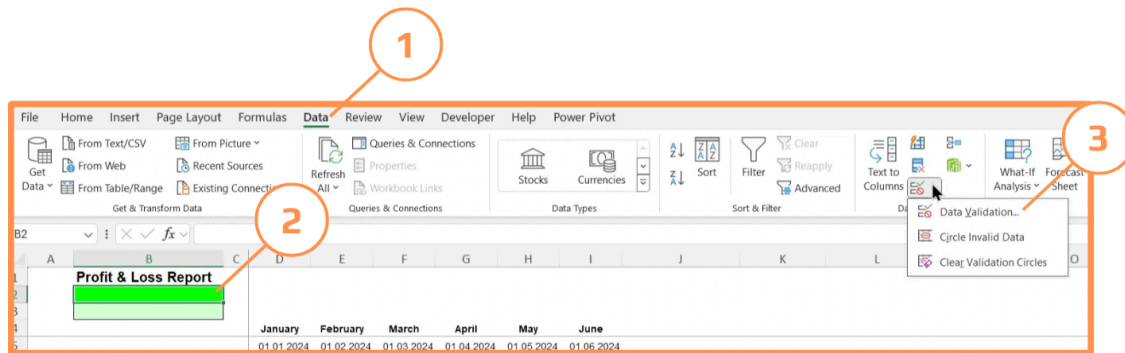 1
File Home Insert Page Layout Formulas Data Review View Developer Help Power Pivot
3
From Text/CSV From Picture Queries & Connections Clear
From Web Recent Sources Properties Reapply
From Table/Range Existing Workbook Links Advanced
Get Data
Refresh All
Stocks Currencies
Sort
Filter
Text to Columns
What-If Analysis
Forecast Sheet
Get & Transform Data Queries & Connections Data Types Sort & Filter
2
Data Validation...
Circle Invalid Data
Clear Validation Circles
B2 fx
A B C D E F G H I J K L O
Profit & Loss Report
January February March April May June
01.01.2024 01.02.2024 01.03.2024 01.04.2024 01.05.2024 01.06.2024